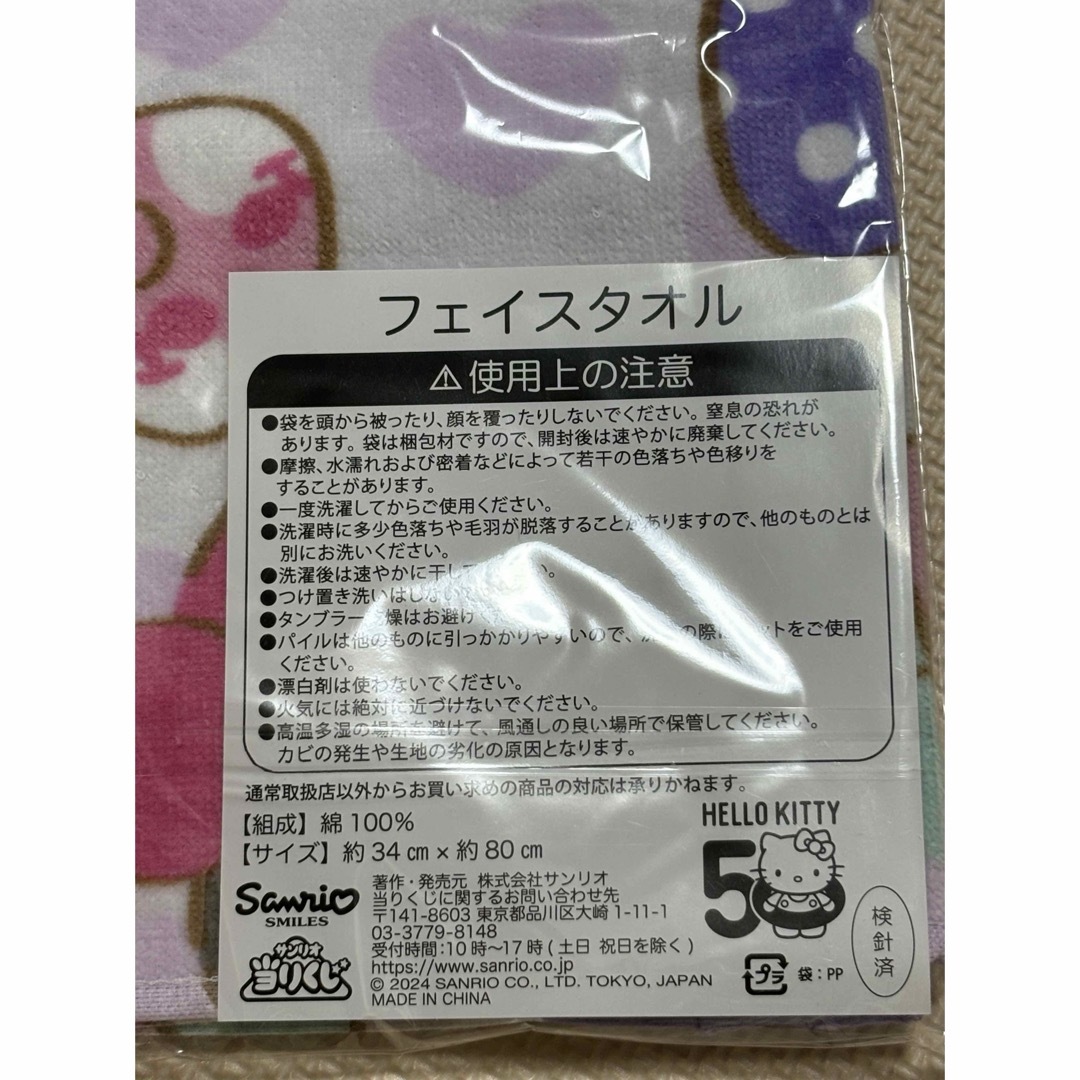 フェイスタオル
⚠使用上の注意
●袋を頭から被ったり、顔を覆ったりしないでください。窒息の恐れが
あります。袋は梱包材ですので、開封後は速やかに廃棄してください。
●摩擦、水濡れおよび密着などによって若干の色落ちや色移りを
することがあります。
●一度洗濯してからご使用ください。
●洗濯時に多少色落ちや毛羽が脱落することがありますので、他のものとは
別にお洗いください。
●洗濯後は速やかに干して
●つけ置き洗いはしない
●タンブラー 燥はお避け
●パイルは他のものに引っかかりやすいので、 の際 ットをご使用
ください。
●漂白剤は使わないでください。
●火気には絶対に近づけないでください。
●高温多湿の場所を避けて、風通しの良い場所で保管してください。
カビの発生や生地の劣化の原因となります。
通常取扱店以外からお買い求めの商品の対応は承りかねます。
【組成】綿100%
【サイズ】約34㎝×約80㎝
HELLO KITTY
50
Sanrio
SMILES
サンリオ
当りくじ
著作・発売元 株式会社サンリオ
当りくじに関するお問い合わせ先
〒141-8603 東京都品川区大崎1-11-1
03-3779-8148
受付時間:10時〜17時(土日 祝日を除く)
https://www.sanrio.co.jp
© 2024 SANRIO CO., LTD. TOKYO, JAPAN
MADE IN CHINA
プラ 袋:PP
検針済